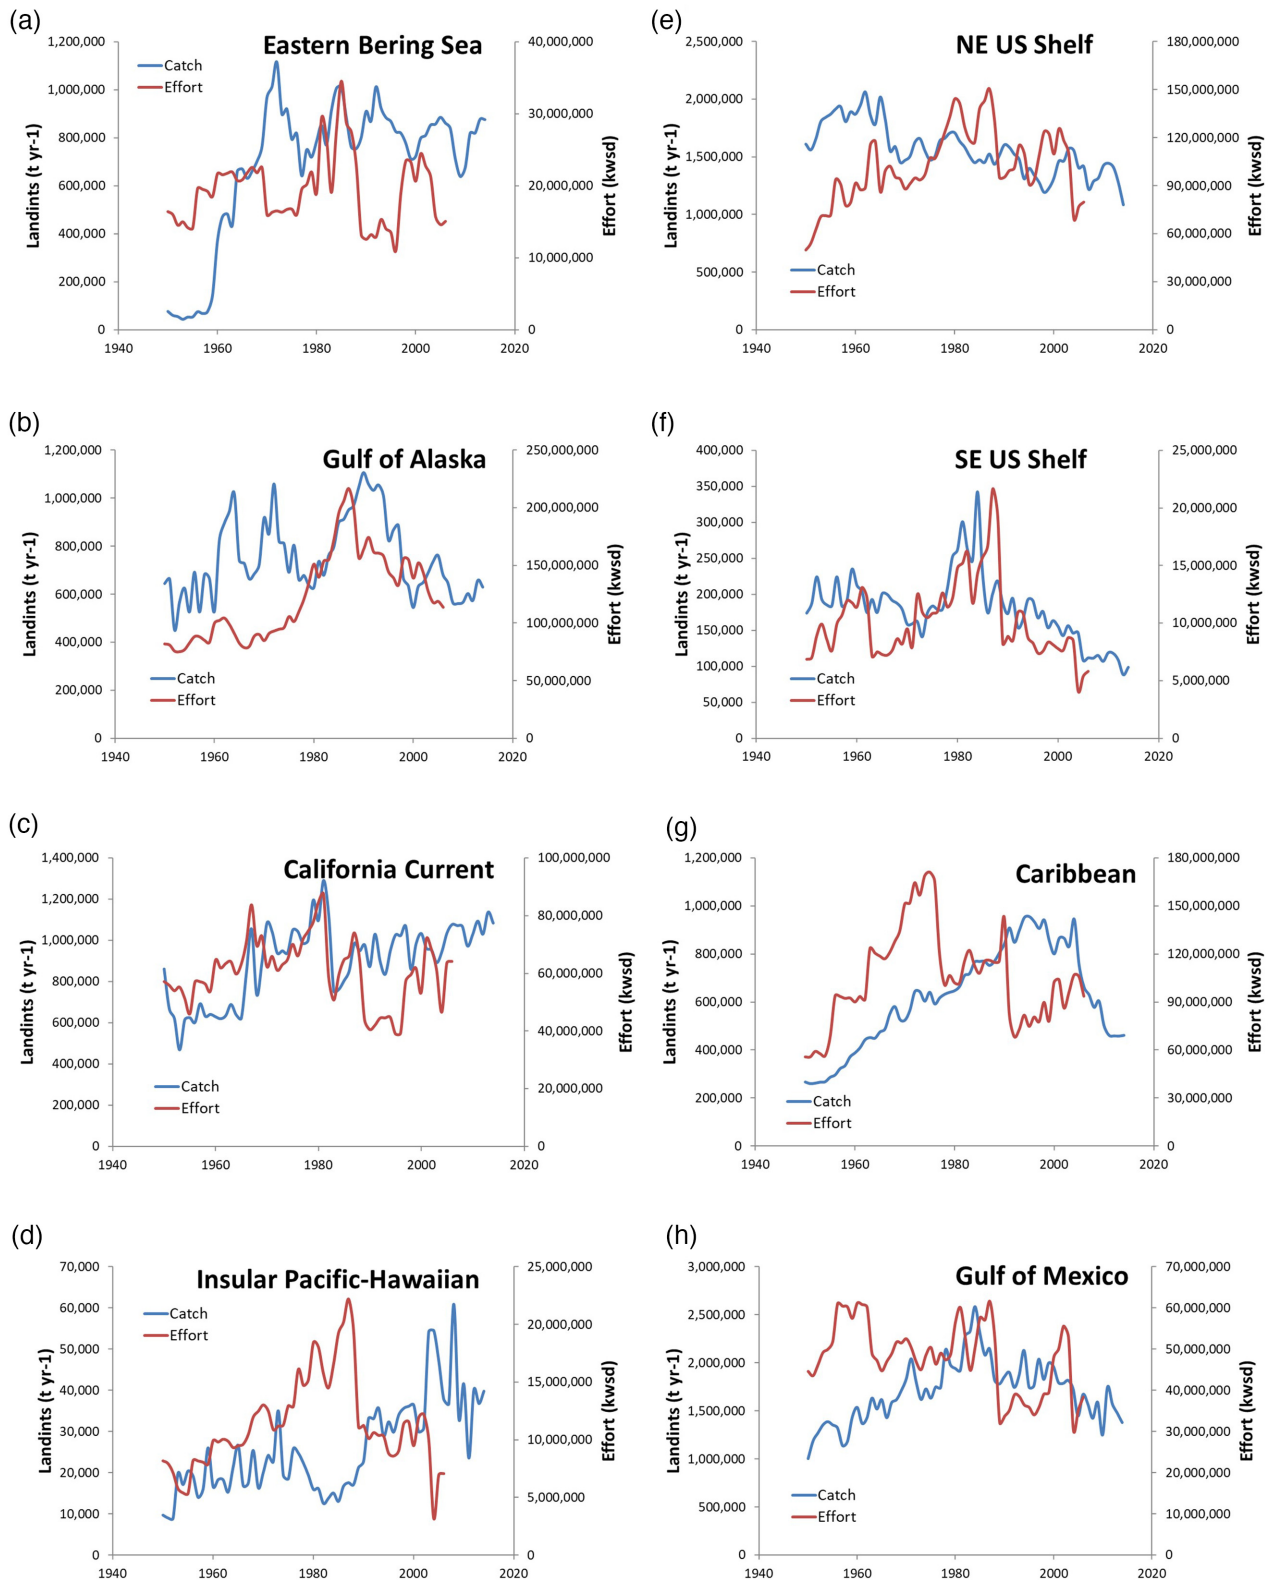 (a)
Eastern Bering Sea
1,200,000
1,000,000
800,000
600,000
400,000
200,000
0
Landints (t yr-1)
Catch
Effort
40,000,000
30,000,000
20,000,000
10,000,000
0
Effort (kwsd)
1940 1960 1980 2000 2020
(e)
NE US Shelf
2,500,000
2,000,000
1,500,000
1,000,000
500,000
0
Landints (t yr-1)
Catch
Effort
180,000,000
150,000,000
120,000,000
90,000,000
60,000,000
30,000,000
0
Effort (kwsd)
1940 1960 1980 2000 2020
(b)
Gulf of Alaska
1,200,000
1,000,000
800,000
600,000
400,000
200,000
0
Landints (t yr-1)
Catch
Effort
250,000,000
200,000,000
150,000,000
100,000,000
50,000,000
0
Effort (kwsd)
1940 1960 1980 2000 2020
(f)
SE US Shelf
400,000
350,000
300,000
250,000
200,000
150,000
100,000
50,000
0
Landints (t yr-1)
Catch
Effort
25,000,000
20,000,000
15,000,000
10,000,000
5,000,000
0
Effort (kwsd)
1940 1960 1980 2000 2020
(c)
California Current
1,400,000
1,200,000
1,000,000
800,000
600,000
400,000
200,000
0
Landints (t yr-1)
Catch
Effort
100,000,000
80,000,000
60,000,000
40,000,000
20,000,000
0
Effort (kwsd)
1940 1960 1980 2000 2020
(g)
Caribbean
1,200,000
1,000,000
800,000
600,000
400,000
200,000
0
Landints (t yr-1)
Catch
Effort
180,000,000
150,000,000
120,000,000
90,000,000
60,000,000
30,000,000
0
Effort (kwsd)
1940 1960 1980 2000 2020
(d)
Insular Pacific-Hawaiian
70,000
60,000
50,000
40,000
30,000
20,000
10,000
0
Landints (t yr-1)
Catch
Effort
25,000,000
20,000,000
15,000,000
10,000,000
5,000,000
0
Effort (kwsd)
1940 1960 1980 2000 2020
(h)
Gulf of Mexico
3,000,000
2,500,000
2,000,000
1,500,000
1,000,000
500,000
0
Landints (t yr-1)
Catch
Effort
70,000,000
60,000,000
50,000,000
40,000,000
30,000,000
20,000,000
10,000,000
0
Effort (kwsd)
1940 1960 1980 2000 2020